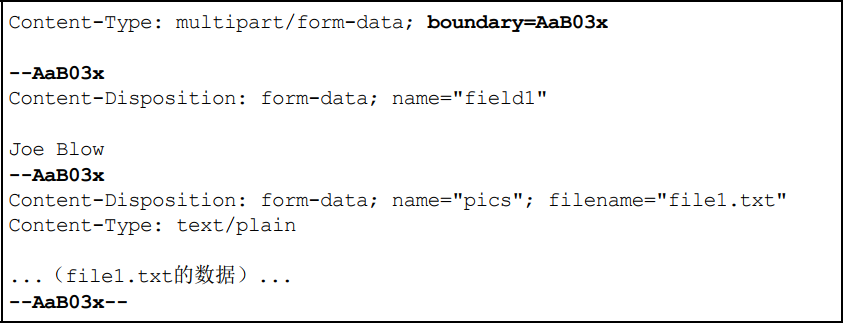 Content-Type: multipart/form-data; boundary=AaB03x
--AaB03x
Content-Disposition: form-data; name="field1"
Joe Blow
--AaB03x
Content-Disposition: form-data; name="pics"; filename="file1.txt"
Content-Type: text/plain
...（file1.txt的数据）...
--AaB03x--